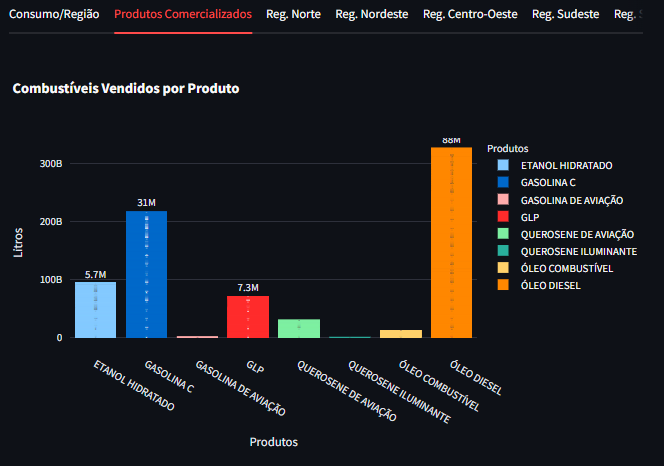 Consumo/Região Produtos Comercializados Reg. Norte Reg. Nordeste Reg. Centro-Oeste Reg. Sudeste Reg.
Combustíveis Vendidos por Produto
88M
31M
7.3M
5.7M
300B
200B
100B
0
Litros
ETANOL HIDRATADO
GASOLINA C
GASOLINA DE AVIAÇÃO
GLP
QUEROSENE DE AVIAÇÃO
QUEROSENE ILUMINANTE
ÓLEO COMBUSTÍVEL
ÓLEO DIESEL
Produtos
Produtos
ETANOL HIDRATADO
GASOLINA C
GASOLINA DE AVIAÇÃO
GLP
QUEROSENE DE AVIAÇÃO
QUEROSENE ILUMINANTE
ÓLEO COMBUSTÍVEL
ÓLEO DIESEL